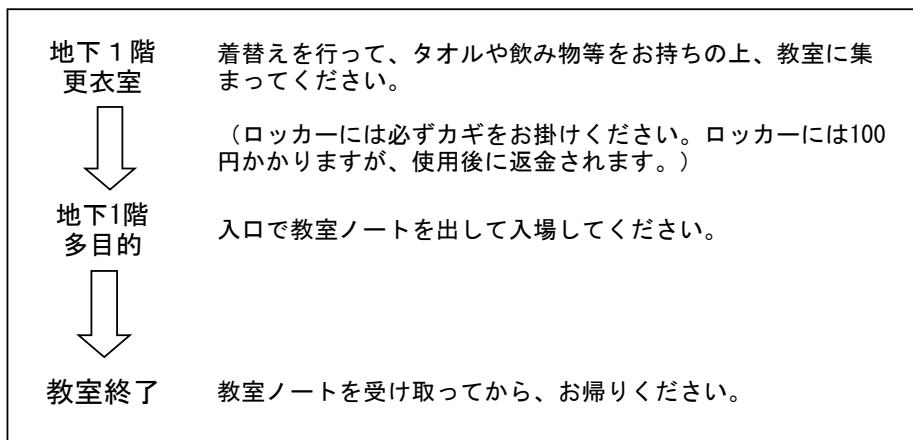 地下１階
更衣室
着替えを行って、タオルや飲み物等をお持ちの上、教室に集
まってください。
（ロッカーには必ずカギをお掛けください。ロッカーには100
円かかりますが、使用後に返金されます。）
地下1階
多目的
入口で教室ノートを出して入場してください。
教室終了
教室ノートを受け取ってから、お帰りください。